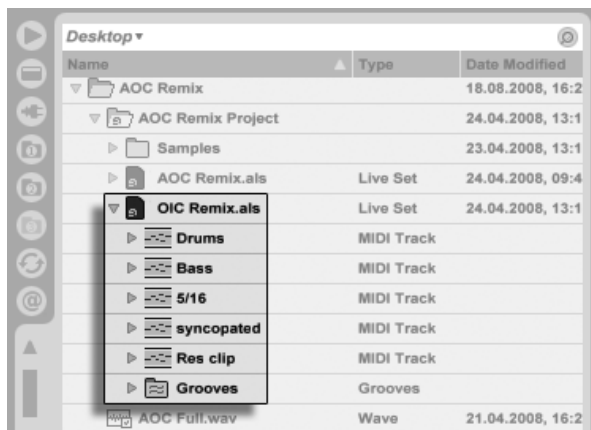 Desktop
Name Type Date Modified
AOC Remix 18.08.2008, 16:2
AOC Remix Project 24.04.2008, 13:1
Samples 23.04.2008, 13:1
AOC Remix.als Live Set 24.04.2008, 09:4
OIC Remix.als Live Set 24.04.2008, 13:1
Drums MIDI Track
Bass MIDI Track
5/16 MIDI Track
syncopated MIDI Track
Res clip MIDI Track
Grooves Grooves
AOC Full.wav Wave 21.04.2008, 16:2